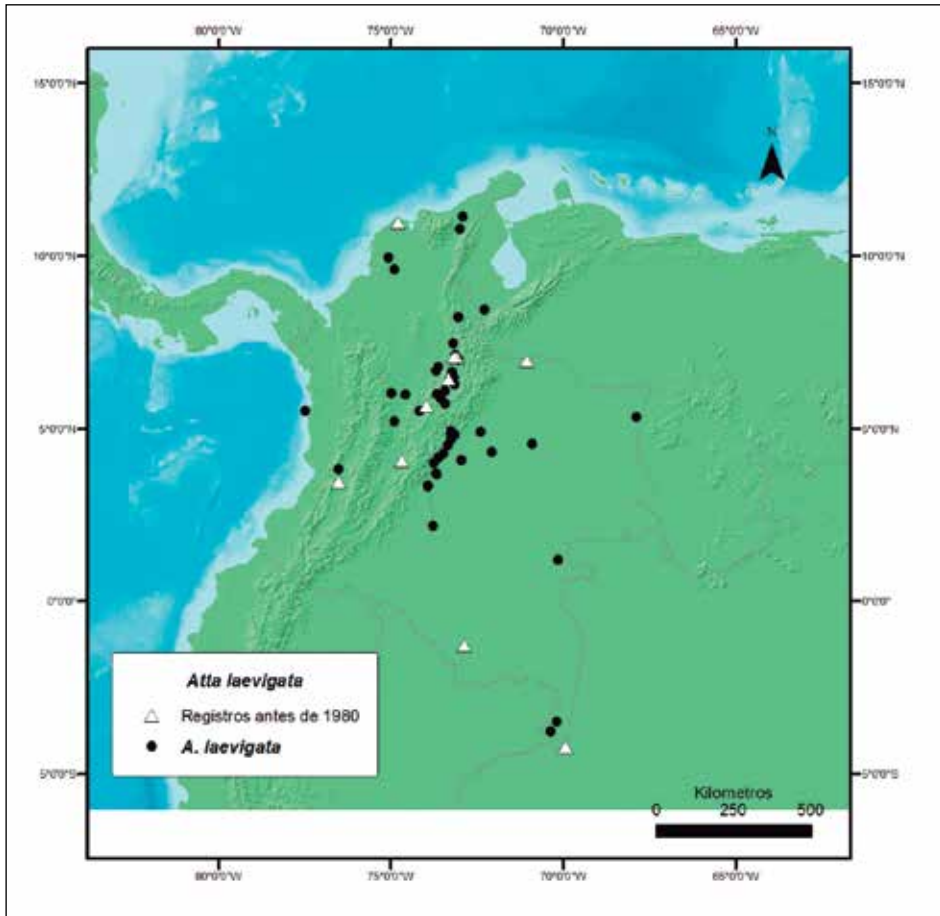 80°0'0"W 75°0'0"W 70°0'0"W 65°0'0"W
15°0'0"N 15°0'0"N
N
10°0'0"N 10°0'0"N
5°0'0"N 5°0'0"N
0°0'0" 0°0'0"
Atta laevigata
Registros antes de 1980
A. laevigata
5°0'0"S 5°0'0"S
Kilometros
0 250 500
80°0'0"W 75°0'0"W 70°0'0"W 65°0'0"W